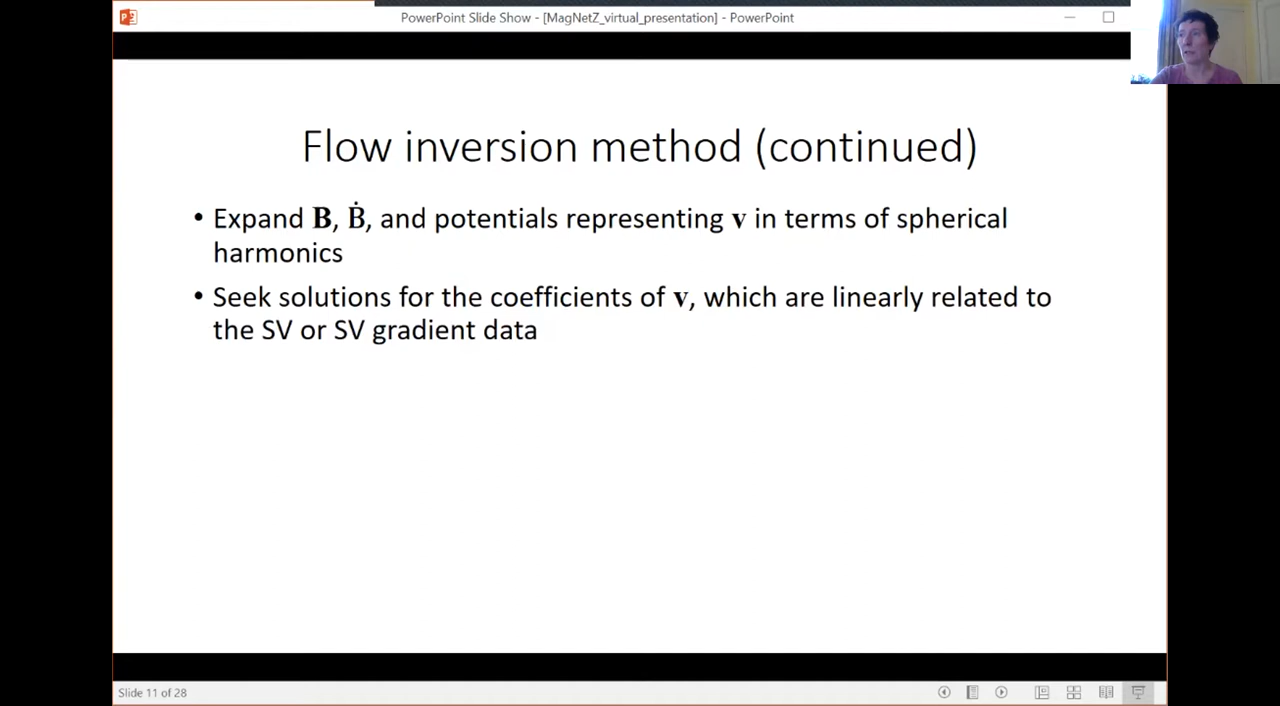 PowerPoint Slide Show - [MagNetZ_virtual_presentation] - PowerPoint
Flow inversion method (continued)
• Expand B, Ḃ, and potentials representing v in terms of spherical
harmonics
• Seek solutions for the coefficients of v, which are linearly related to
the SV or SV gradient data
Slide 11 of 28